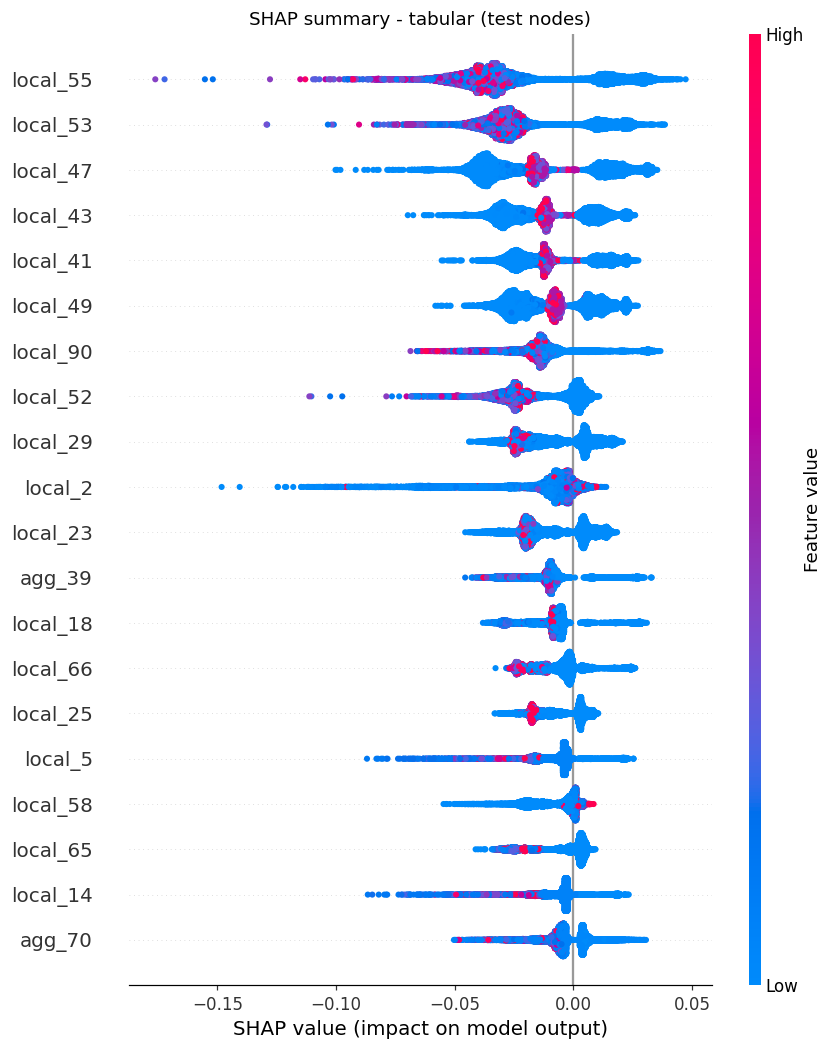 SHAP summary - tabular (test nodes)
High
local_55
local_53
local_47
local_43
local_41
local_49
local_90
local_52
local_29
local_2
local_23
agg_39
local_18
local_66
local_25
local_5
local_58
local_65
local_14
agg_70
Feature value
Low
−0.15 −0.10 −0.05 0.00 0.05
SHAP value (impact on model output)